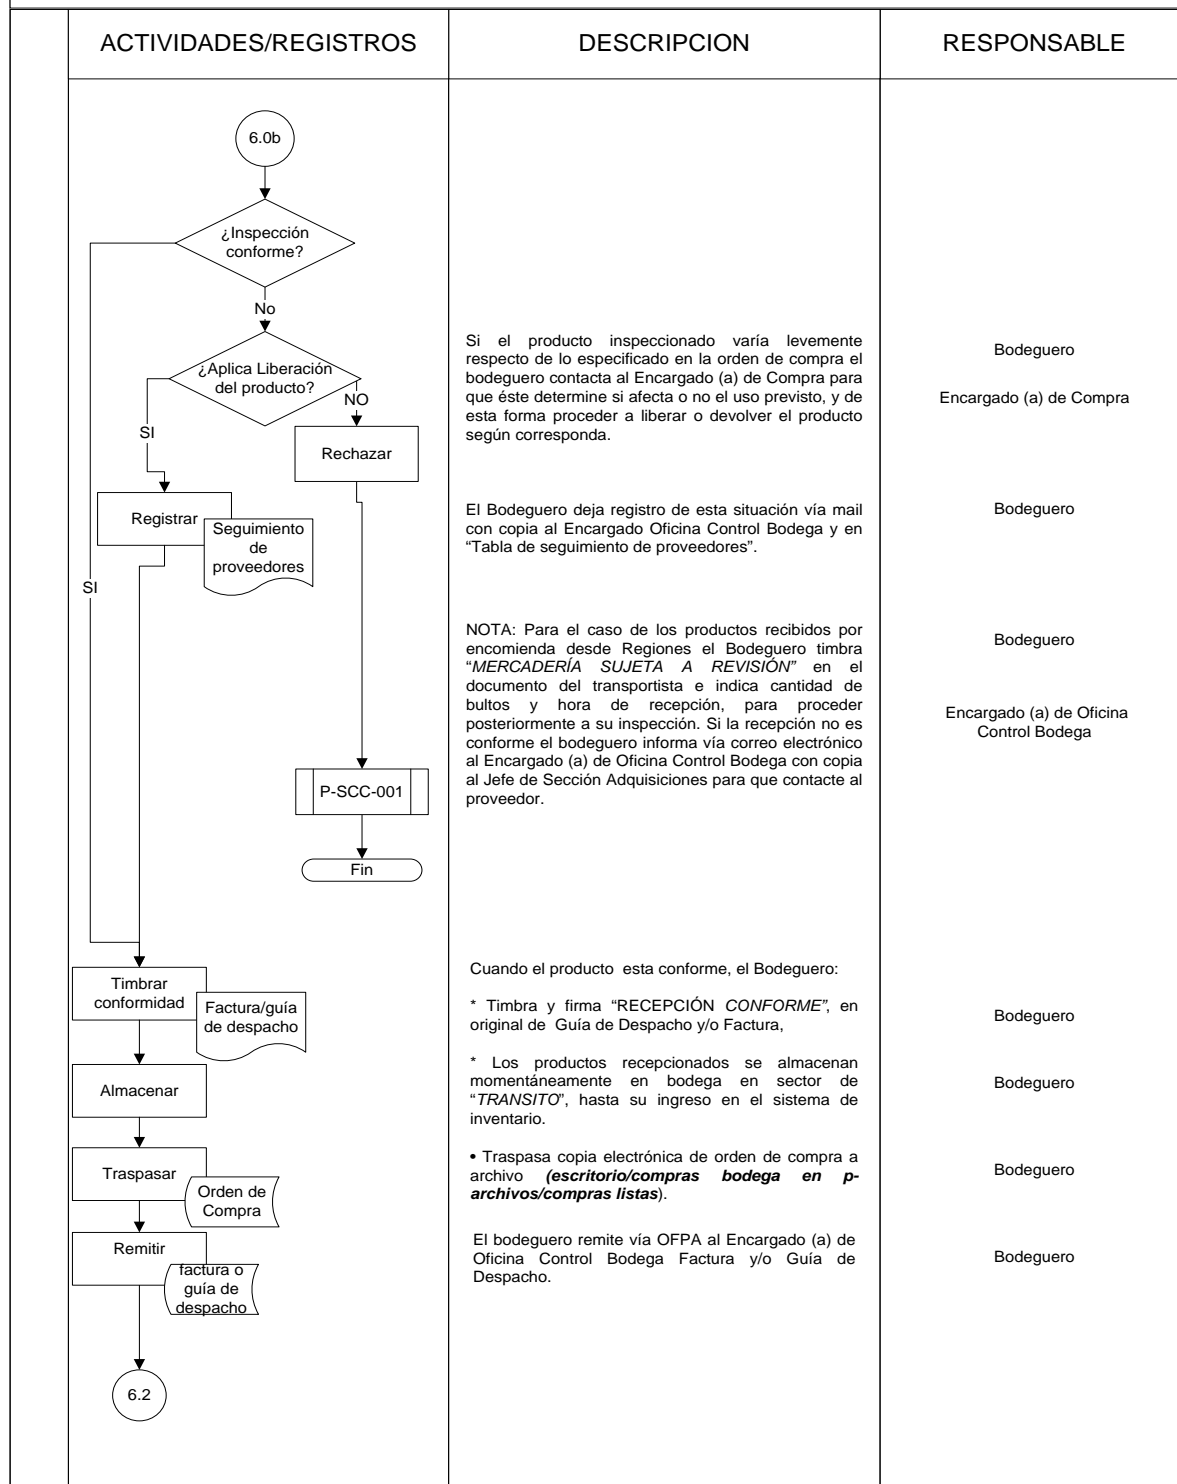 ACTIVIDADES/REGISTROS
DESCRIPCION
RESPONSABLE
6.0b
¿Inspección
conforme?
No
¿Aplica Liberación
del producto?
NO
SI
Rechazar
Registrar
Seguimiento
de
proveedores
SI
P-SCC-001
Fin
Timbrar
conformidad
Factura/guía
de despacho
Almacenar
Traspasar
Orden de
Compra
Remitir
factura o
guía de
despacho
6.2
Si el producto inspeccionado varía levemente
respecto de lo especificado en la orden de compra el
bodeguero contacta al Encargado (a) de Compra para
que éste determine si afecta o no el uso previsto, y de
esta forma proceder a liberar o devolver el producto
según corresponda.
El Bodeguero deja registro de esta situación vía mail
con copia al Encargado Oficina Control Bodega y en
“Tabla de seguimiento de proveedores”.
NOTA: Para el caso de los productos recibidos por
encomienda desde Regiones el Bodeguero timbra
“MERCADERÍA SUJETA A REVISIÓN” en el
documento del transportista e indica cantidad de
bultos y hora de recepción, para proceder
posteriormente a su inspección. Si la recepción no es
conforme el bodeguero informa vía correo electrónico
al Encargado (a) de Oficina Control Bodega con copia
al Jefe de Sección Adquisiciones para que contacte al
proveedor.
Cuando el producto esta conforme, el Bodeguero:
* Timbra y firma “RECEPCIÓN CONFORME”, en
original de Guía de Despacho y/o Factura,
* Los productos recepcionados se almacenan
momentáneamente en bodega en sector de
“TRANSITO”, hasta su ingreso en el sistema de
inventario.
• Traspasa copia electrónica de orden de compra a
archivo (escritorio/compras bodega en p-
archivos/compras listas).
El bodeguero remite vía OFPA al Encargado (a) de
Oficina Control Bodega Factura y/o Guía de
Despacho.
Bodeguero
Encargado (a) de Compra
Bodeguero
Bodeguero
Encargado (a) de Oficina
Control Bodega
Bodeguero
Bodeguero
Bodeguero
Bodeguero